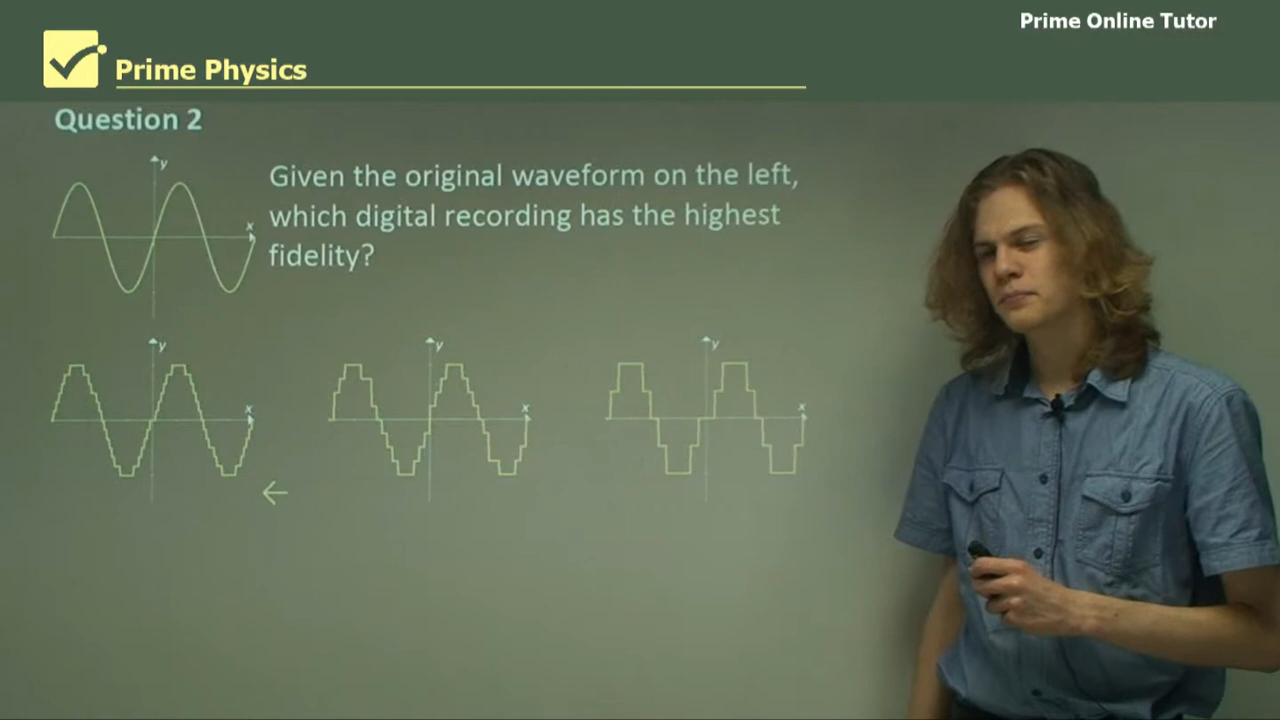 Prime Online Tutor
Prime Physics
Question 2
Given the original waveform on the left,
which digital recording has the highest
fidelity?
y
x
y
x
y
x
y
x